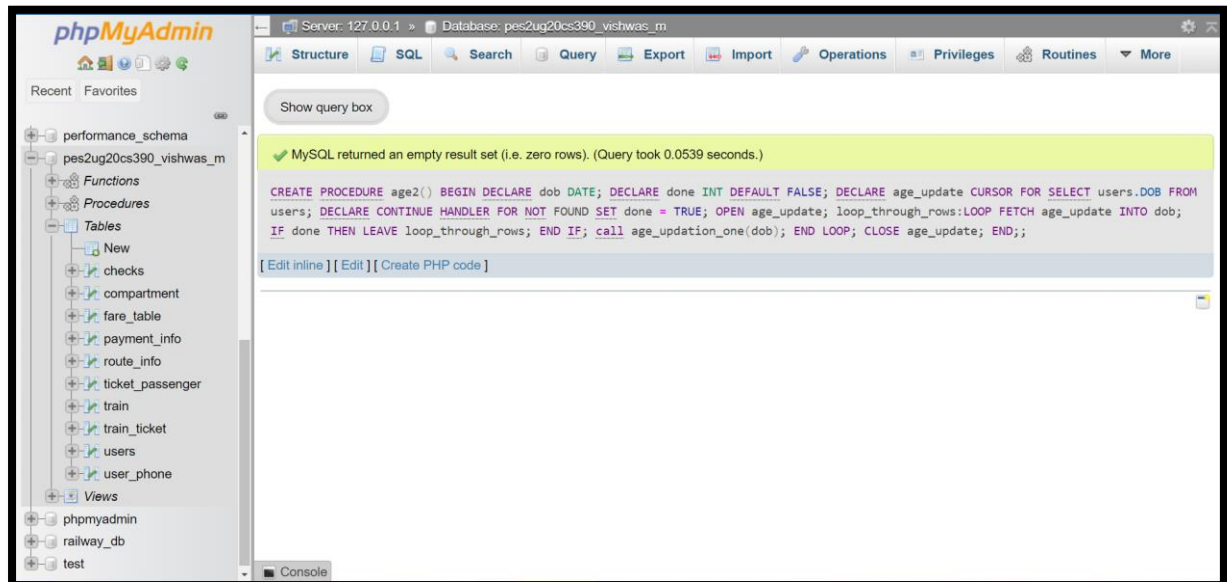 phpMyAdmin
Recent Favorites
performance_schema
pes2ug20cs390_vishwas_m
Functions
Procedures
Tables
New
checks
compartment
fare_table
payment_info
route_info
ticket_passenger
train
train_ticket
users
user_phone
Views
phpmyadmin
railway_db
test
Server: 127.0.0.1 » Database: pes2ug20cs390_vishwas_m
Structure SQL Search Query Export Import Operations Privileges Routines More
Show query box
MySQL returned an empty result set (i.e. zero rows). (Query took 0.0539 seconds.)
CREATE PROCEDURE age2() BEGIN DECLARE dob DATE; DECLARE done INT DEFAULT FALSE; DECLARE age_update CURSOR FOR SELECT users.DOB FROM
users; DECLARE CONTINUE HANDLER FOR NOT FOUND SET done = TRUE; OPEN age_update; loop_through_rows:LOOP FETCH age_update INTO dob;
IF done THEN LEAVE loop_through_rows; END IF; call age_updation_one(dob); END LOOP; CLOSE age_update; END;;
[ Edit inline ] [ Edit ] [ Create PHP code ]
Console